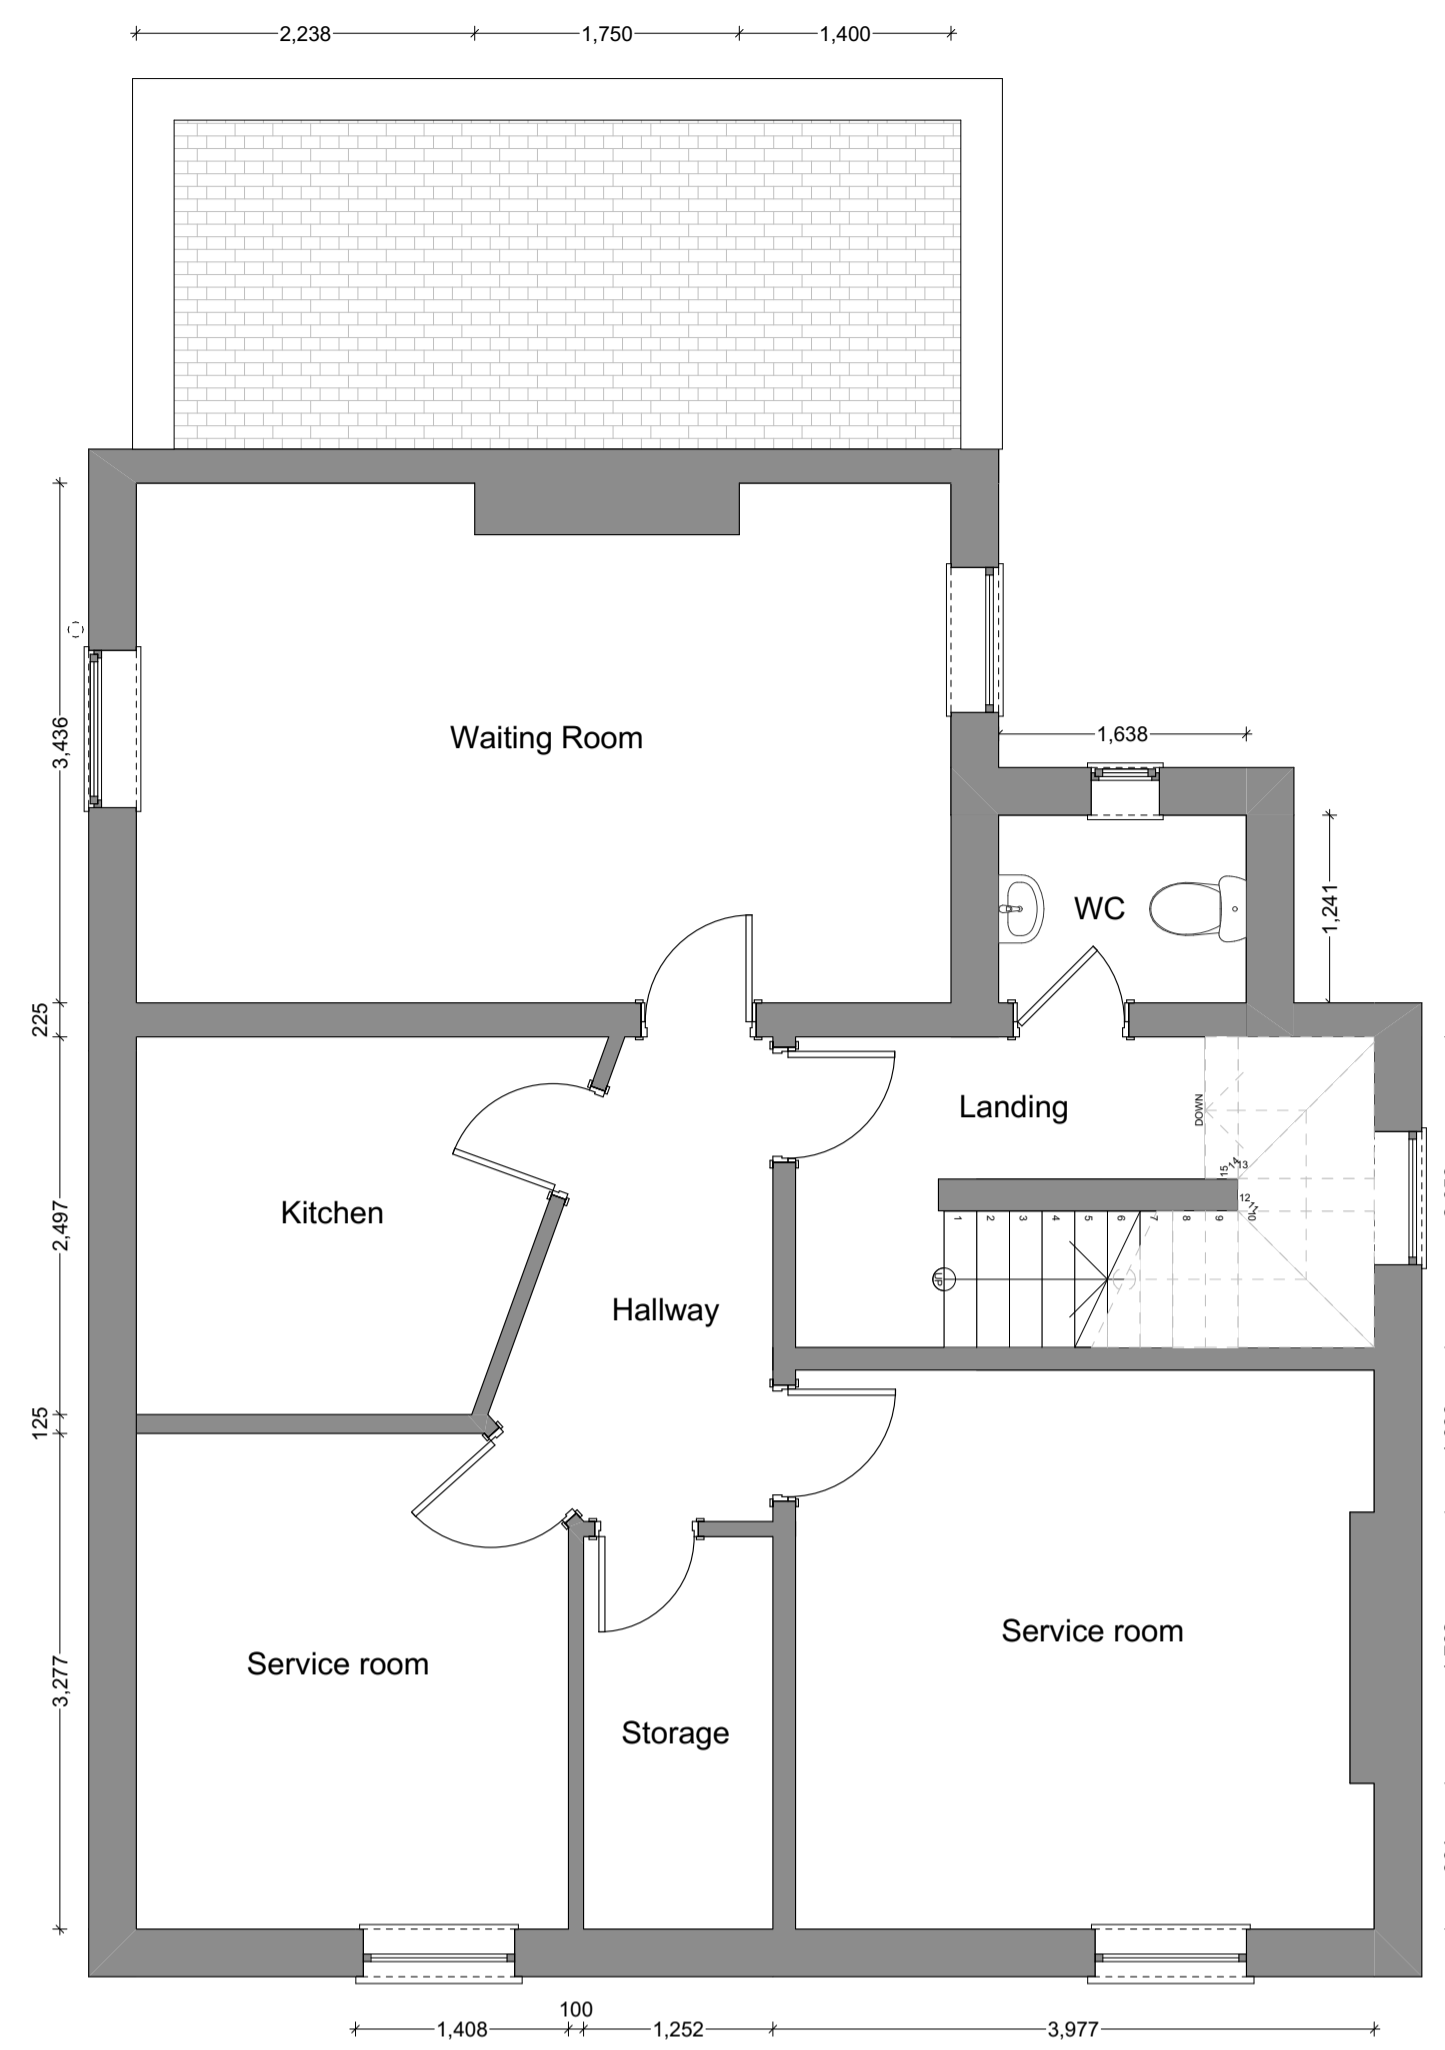 2,238 1,750 1,400
3,436
Waiting Room
1,638
WC
1,241
225
Landing
DOWN
15 14 13
12 11 10
1 2 3 4 5 6 7 8 9
UP
Kitchen
2,497
Hallway
125
Service room
Service room
3,277
Storage
100
1,408 1,252 3,977